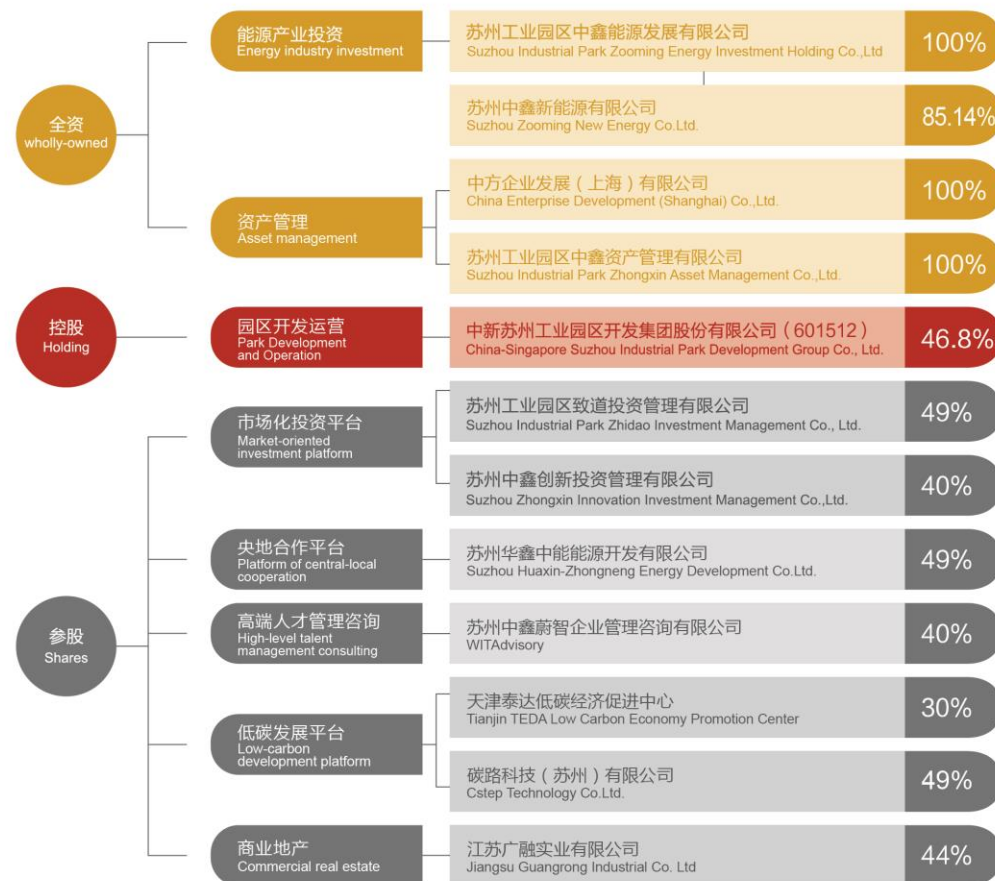 全资
wholly-owned
能源产业投资
Energy industry investment
苏州工业园区中鑫能源发展有限公司
Suzhou Industrial Park Zooming Energy Investment Holding Co.,Ltd
100%
苏州中鑫新能源有限公司
Suzhou Zooming New Energy Co.Ltd.
85.14%
资产管理
Asset management
中方企业发展（上海）有限公司
China Enterprise Development (Shanghai) Co.,Ltd.
100%
苏州工业园区中鑫资产管理有限公司
Suzhou Industrial Park Zhongxin Asset Management Co.,Ltd.
100%
控股
Holding
园区开发运营
Park Development
and Operation
中新苏州工业园区开发集团股份有限公司（601512）
China-Singapore Suzhou Industrial Park Development Group Co., Ltd.
46.8%
参股
Shares
市场化投资平台
Market-oriented
investment platform
苏州工业园区致道投资管理有限公司
Suzhou Industrial Park Zhidao Investment Management Co., Ltd.
49%
苏州中鑫创新投资管理有限公司
Suzhou Zhongxin Innovation Investment Management Co.,Ltd.
40%
央地合作平台
Platform of central-local
cooperation
苏州华鑫中能能源开发有限公司
Suzhou Huaxin-Zhongneng Energy Development Co.Ltd.
49%
高端人才管理咨询
High-level talent
management consulting
苏州中鑫蔚智企业管理咨询有限公司
WITAdvisory
40%
低碳发展平台
Low-carbon
development platform
天津泰达低碳经济促进中心
Tianjin TEDA Low Carbon Economy Promotion Center
30%
碳路科技（苏州）有限公司
Cstep Technology Co.Ltd.
49%
商业地产
Commercial real estate
江苏广融实业有限公司
Jiangsu Guangrong Industrial Co. Ltd
44%